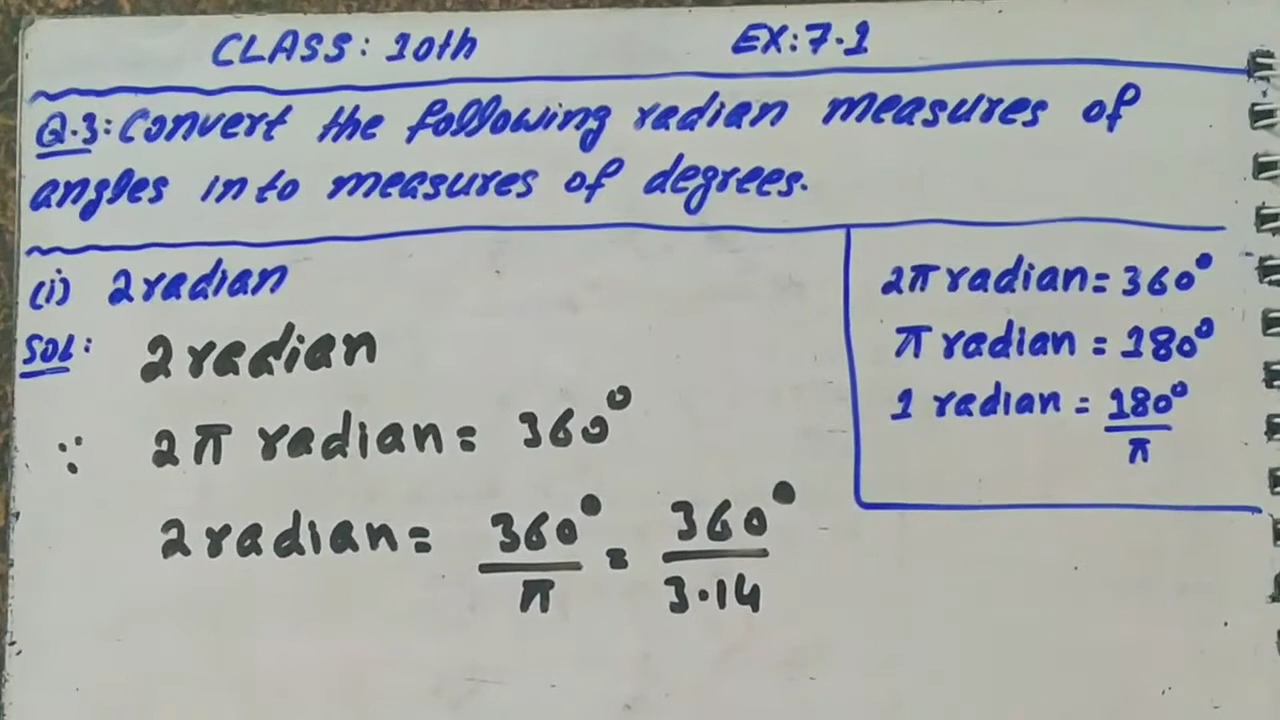 CLASS: 10th EX:7.1
Q.3: Convert the following radian measures of
angles in to measures of degrees.
(i) 2 radian
SOL: 2 radian
∵ 2π radian = 360°
2 radian = 360°/π = 360°/3.14
2π radian = 360°
π radian = 180°
1 radian = 180°/π